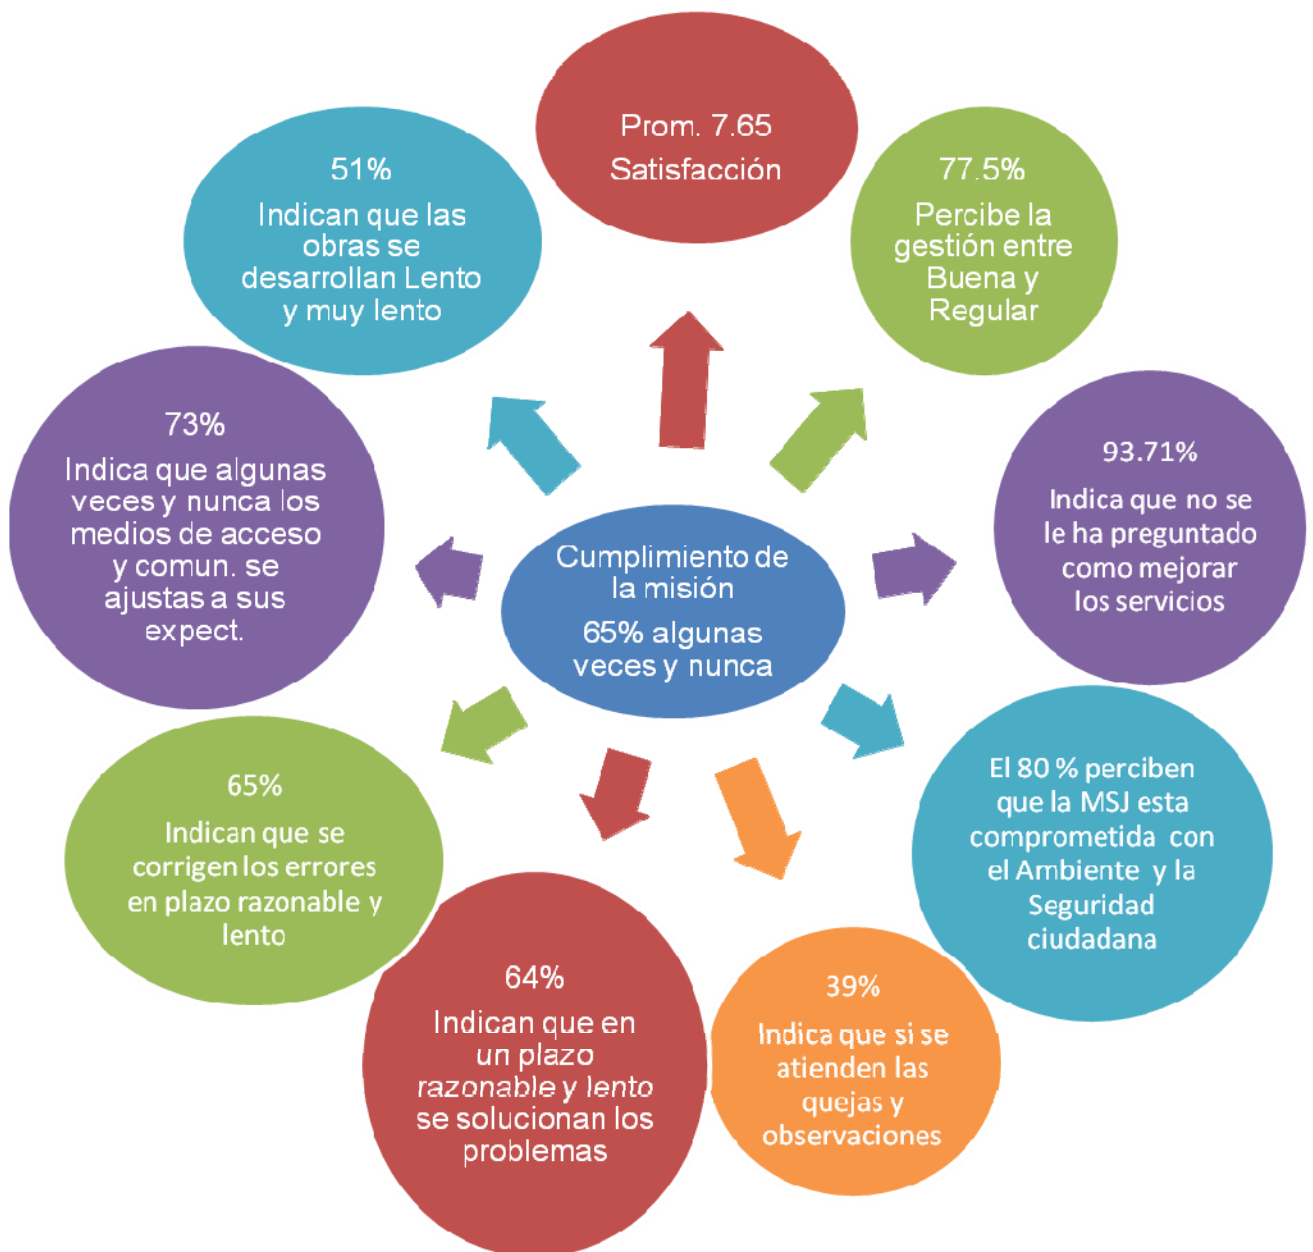 Prom. 7.65
Satisfacción
77.5%
Percibe la
gestión entre
Buena y
Regular
93.71%
Indica que no se
le ha preguntado
como mejorar
los servicios
El 80 % perciben
que la MSJ esta
comprometida con
el Ambiente y la
Seguridad
ciudadana
39%
Indica que si se
atienden las
quejas y
observaciones
64%
Indican que en
un plazo
razonable y lento
se solucionan los
problemas
65%
Indican que se
corrigen los errores
en plazo razonable y
lento
73%
Indica que algunas
veces y nunca los
medios de acceso
y comun. se
ajustas a sus
expect.
51%
Indican que las
obras se
desarrollan Lento
y muy lento
Cumplimiento de
la misión
65% algunas
veces y nunca